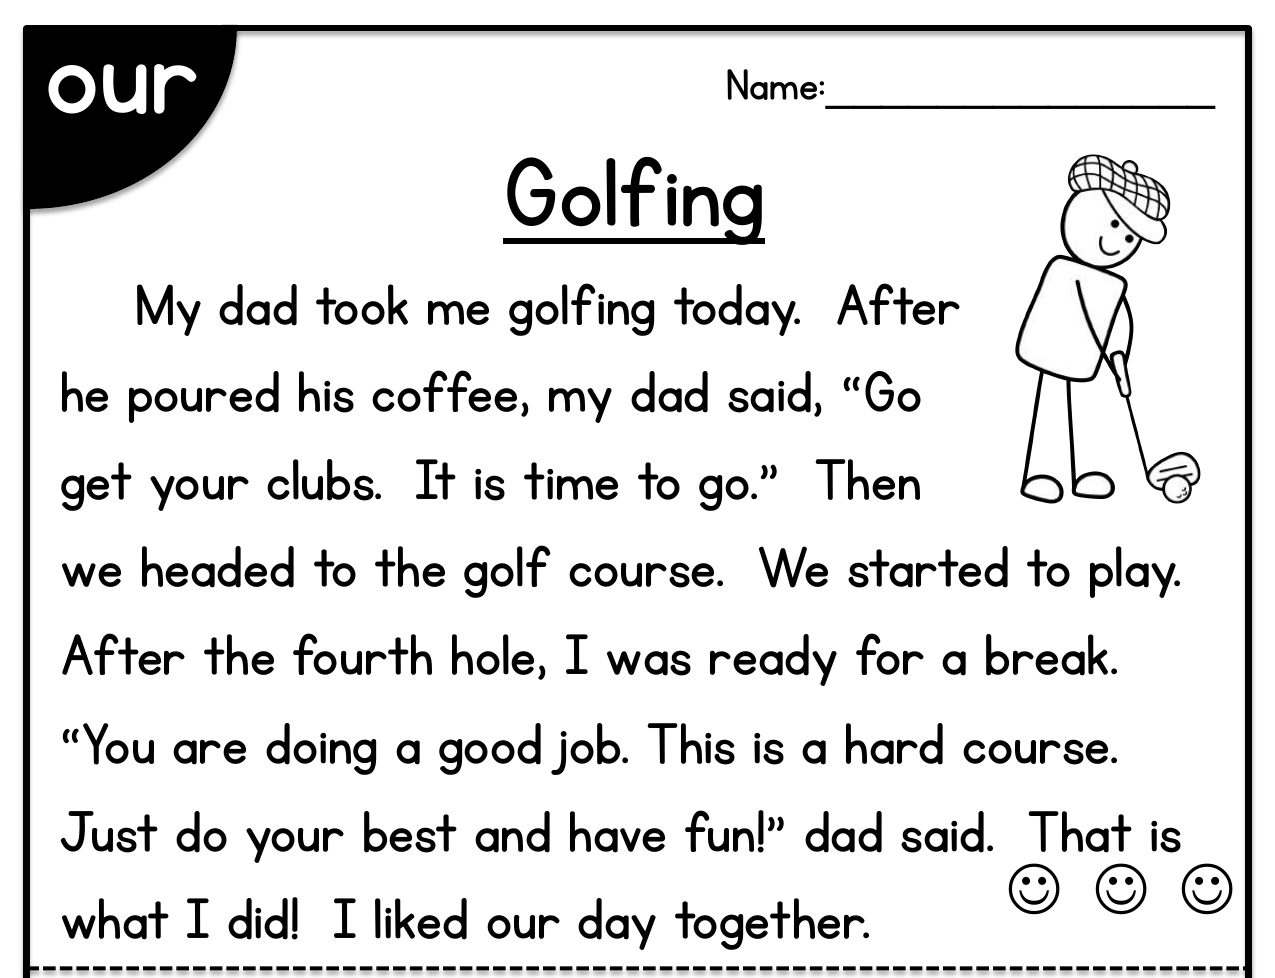 our
Name:
Golfing
My dad took me golfing today. After
he poured his coffee, my dad said, “Go
get your clubs. It is time to go.” Then
we headed to the golf course. We started to play.
After the fourth hole, I was ready for a break.
“You are doing a good job. This is a hard course.
Just do your best and have fun!” dad said. That is
what I did! I liked our day together.